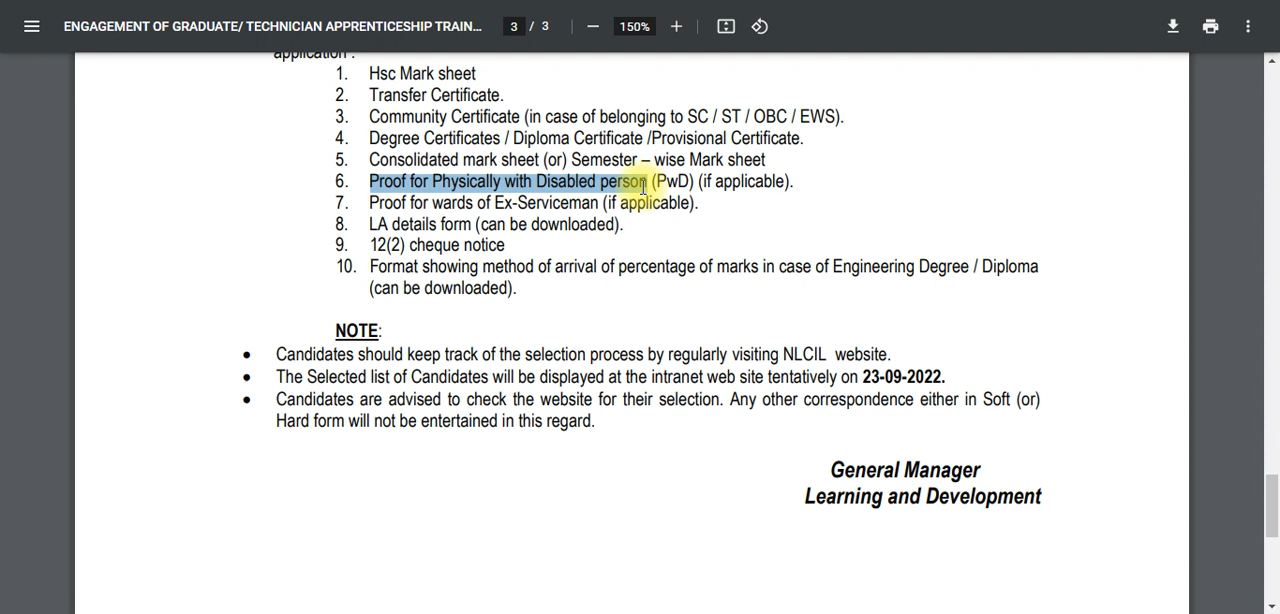 ENGAGEMENT OF GRADUATE/ TECHNICIAN APPRENTICESHIP TRAIN... 3 / 3 150%
application :
1. Hsc Mark sheet
2. Transfer Certificate.
3. Community Certificate (in case of belonging to SC / ST / OBC / EWS).
4. Degree Certificates / Diploma Certificate /Provisional Certificate.
5. Consolidated mark sheet (or) Semester – wise Mark sheet
6. Proof for Physically with Disabled person (PwD) (if applicable).
7. Proof for wards of Ex-Serviceman (if applicable).
8. LA details form (can be downloaded).
9. 12(2) cheque notice
10. Format showing method of arrival of percentage of marks in case of Engineering Degree / Diploma
(can be downloaded).
NOTE:
• Candidates should keep track of the selection process by regularly visiting NLCIL website.
• The Selected list of Candidates will be displayed at the intranet web site tentatively on 23-09-2022.
• Candidates are advised to check the website for their selection. Any other correspondence either in Soft (or)
Hard form will not be entertained in this regard.
General Manager
Learning and Development